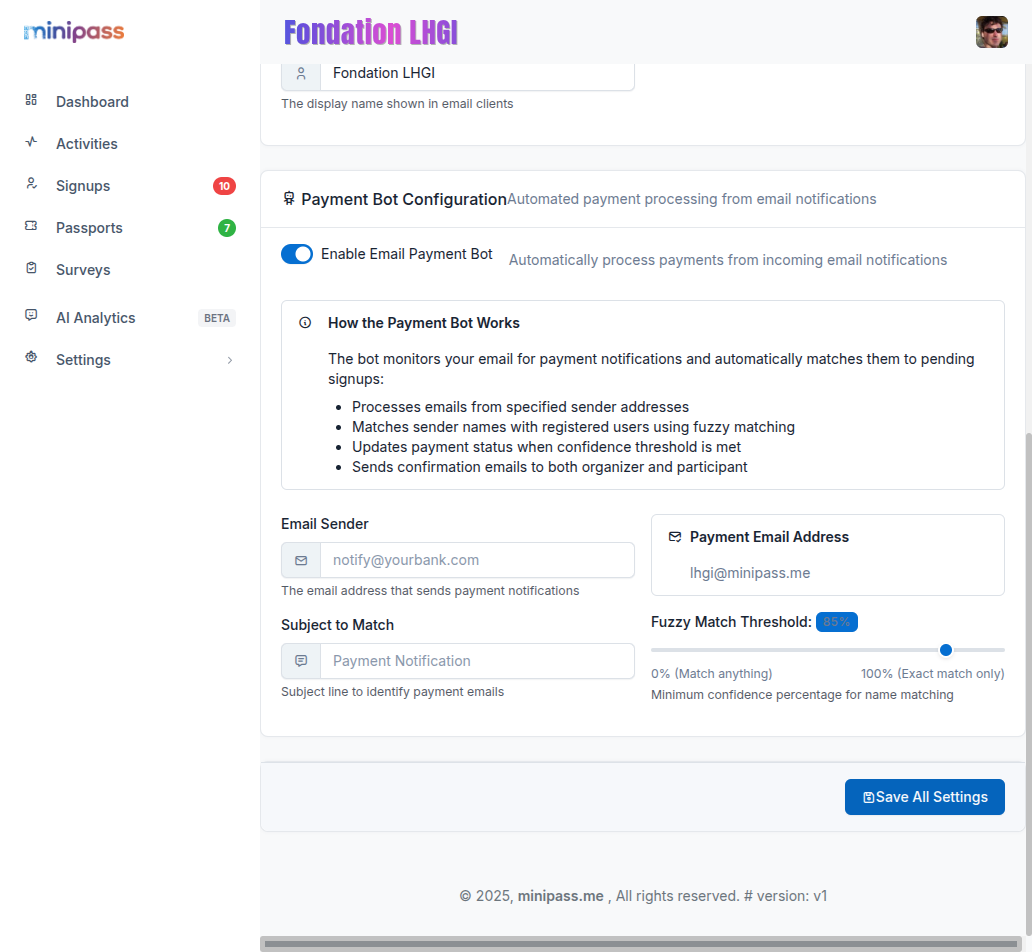 minipass
Fondation LHGI
Dashboard
Activities
Signups 10
Passports 7
Surveys
AI Analytics BETA
Settings
Fondation LHGI
The display name shown in email clients
Payment Bot Configuration Automated payment processing from email notifications
Enable Email Payment Bot Automatically process payments from incoming email notifications
How the Payment Bot Works
The bot monitors your email for payment notifications and automatically matches them to pending
signups:
• Processes emails from specified sender addresses
• Matches sender names with registered users using fuzzy matching
• Updates payment status when confidence threshold is met
• Sends confirmation emails to both organizer and participant
Email Sender
notify@yourbank.com
The email address that sends payment notifications
Subject to Match
Payment Notification
Subject line to identify payment emails
Payment Email Address
lhgi@minipass.me
Fuzzy Match Threshold: 85%
0% (Match anything) 100% (Exact match only)
Minimum confidence percentage for name matching
Save All Settings
© 2025, minipass.me , All rights reserved. # version: v1